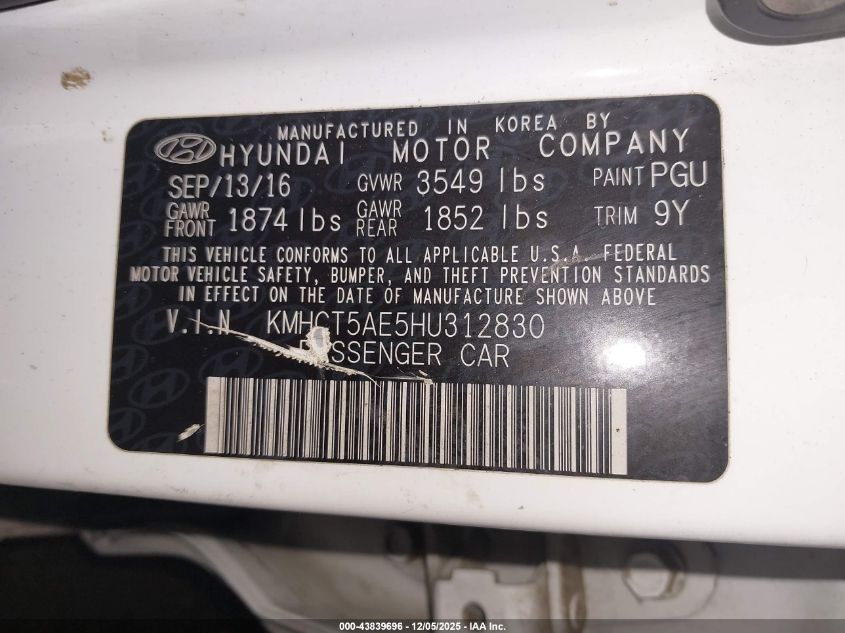 MANUFACTURED IN KOREA BY
HYUNDAI MOTOR COMPANY
SEP/13/16 GVWR 3549 lbs PAINT PGU
GAWR FRONT 1874 lbs GAWR REAR 1852 lbs TRIM 9Y
THIS VEHICLE CONFORMS TO ALL APPLICABLE U.S.A. FEDERAL
MOTOR VEHICLE SAFETY, BUMPER, AND THEFT PREVENTION STANDARDS
IN EFFECT ON THE DATE OF MANUFACTURE SHOWN ABOVE
V.I.N KMHCT5AE5HU312830
PASSENGER CAR
000-43839696 - 12/05/2025 - IAA Inc.